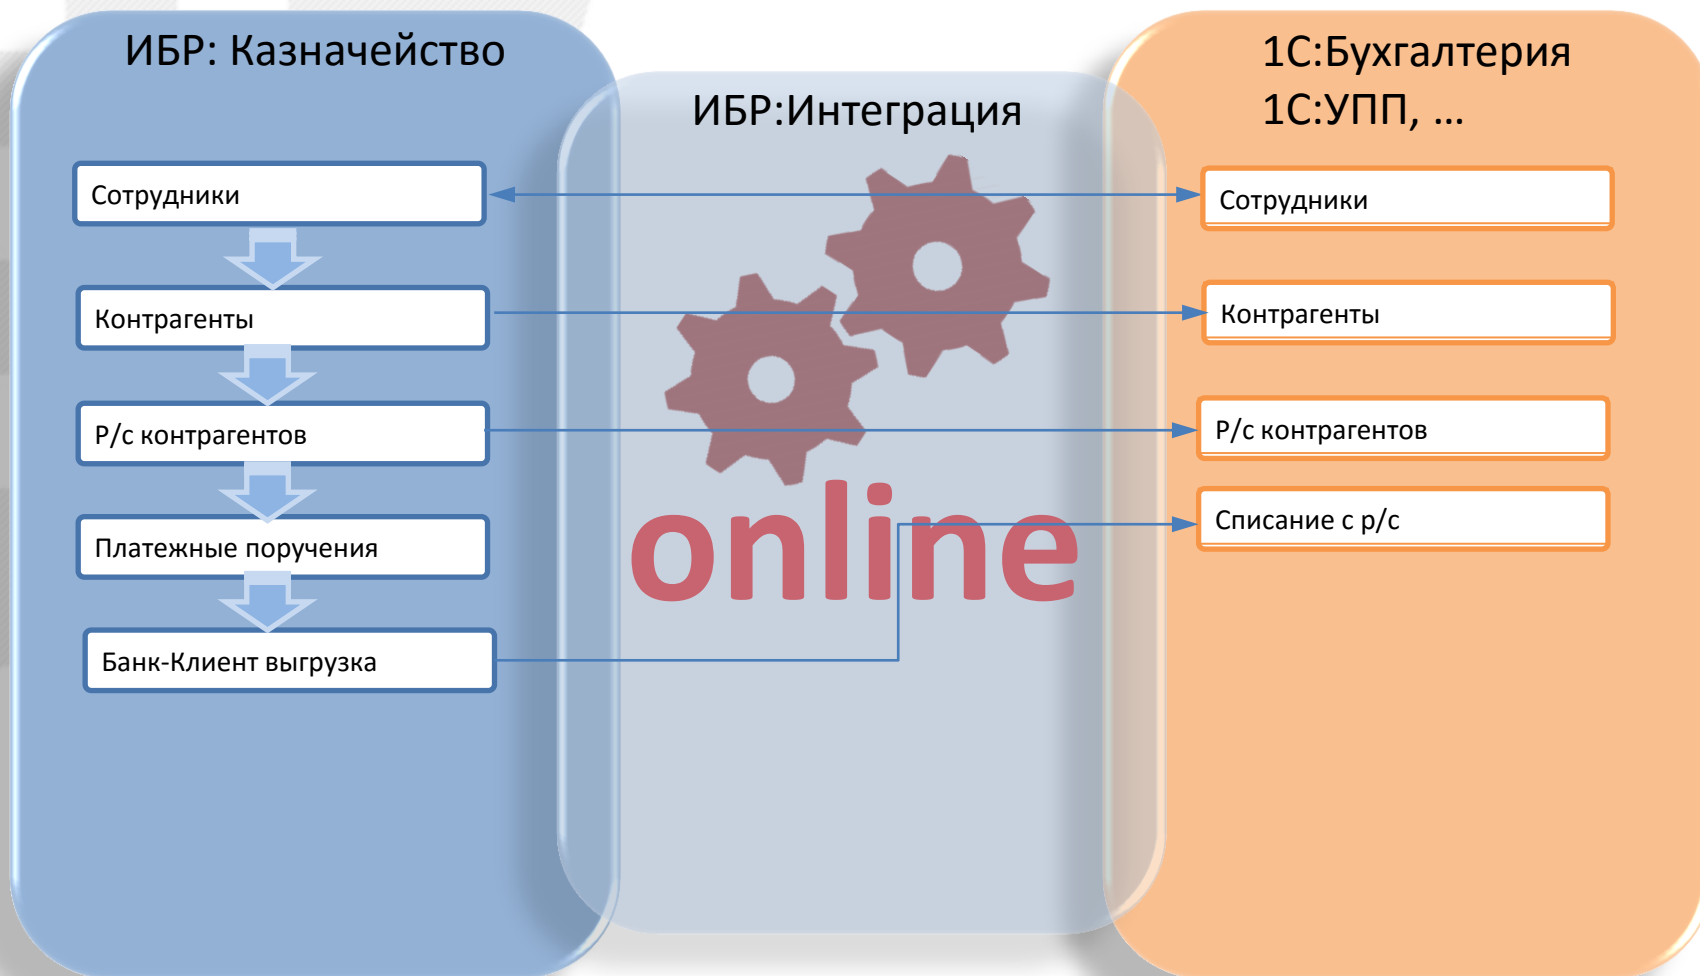 ИБР: Казначейство
Сотрудники
Контрагенты
Р/с контрагентов
Платежные поручения
Банк-Клиент выгрузка
ИБР:Интеграция
online
1С:Бухгалтерия
1С:УПП, ...
Сотрудники
Контрагенты
Р/с контрагентов
Списание с р/с